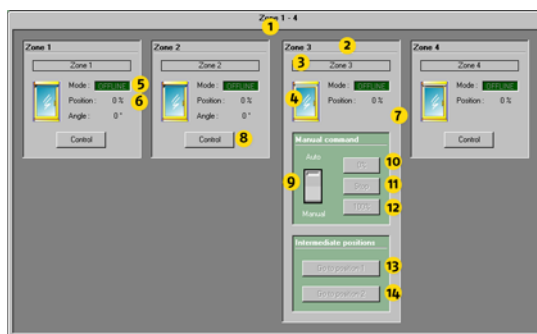 Zone 1 - 4
1
Zone 1
Zone 1
Mode : OFFLINE 5
Position : 0 % 6
Angle : 0 °
Control
Zone 2
Zone 2
Mode : OFFLINE
Position : 0 %
Angle : 0 °
Control 8
Zone 3 2
3 Zone 3
4
Mode : OFFLINE
Position : 0 %
7
Manual command
Auto
9
Manual
0% 10
Stop 11
100% 12
Intermediate positions
Go to position 1 13
Go to position 2 14
Zone 4
Zone 4
Mode : OFFLINE
Position : 0 %
Control